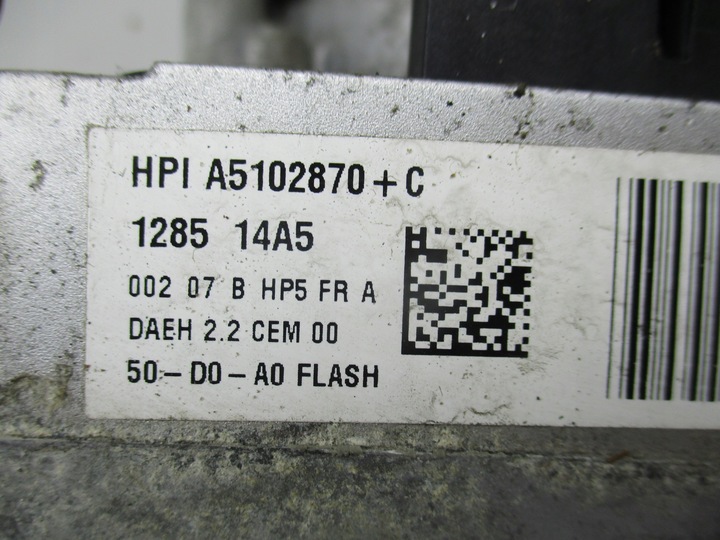 HPI A5102870+C
1285 14A5
002 07 B HP5 FR A
DAEH 2.2 CEM 00
50-D0-A0 FLASH